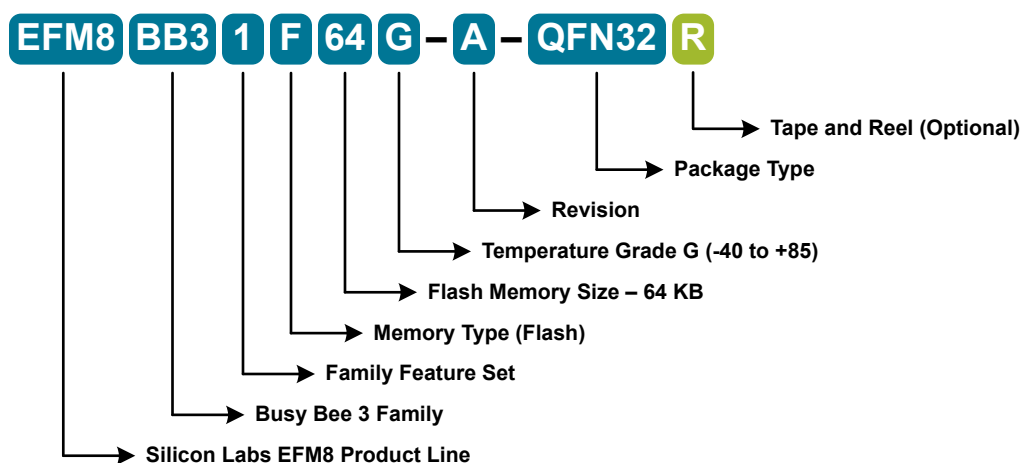 EFM8 BB3 1 F 64 G – A – QFN32 R
Tape and Reel (Optional)
Package Type
Revision
Temperature Grade G (-40 to +85)
Flash Memory Size – 64 KB
Memory Type (Flash)
Family Feature Set
Busy Bee 3 Family
Silicon Labs EFM8 Product Line